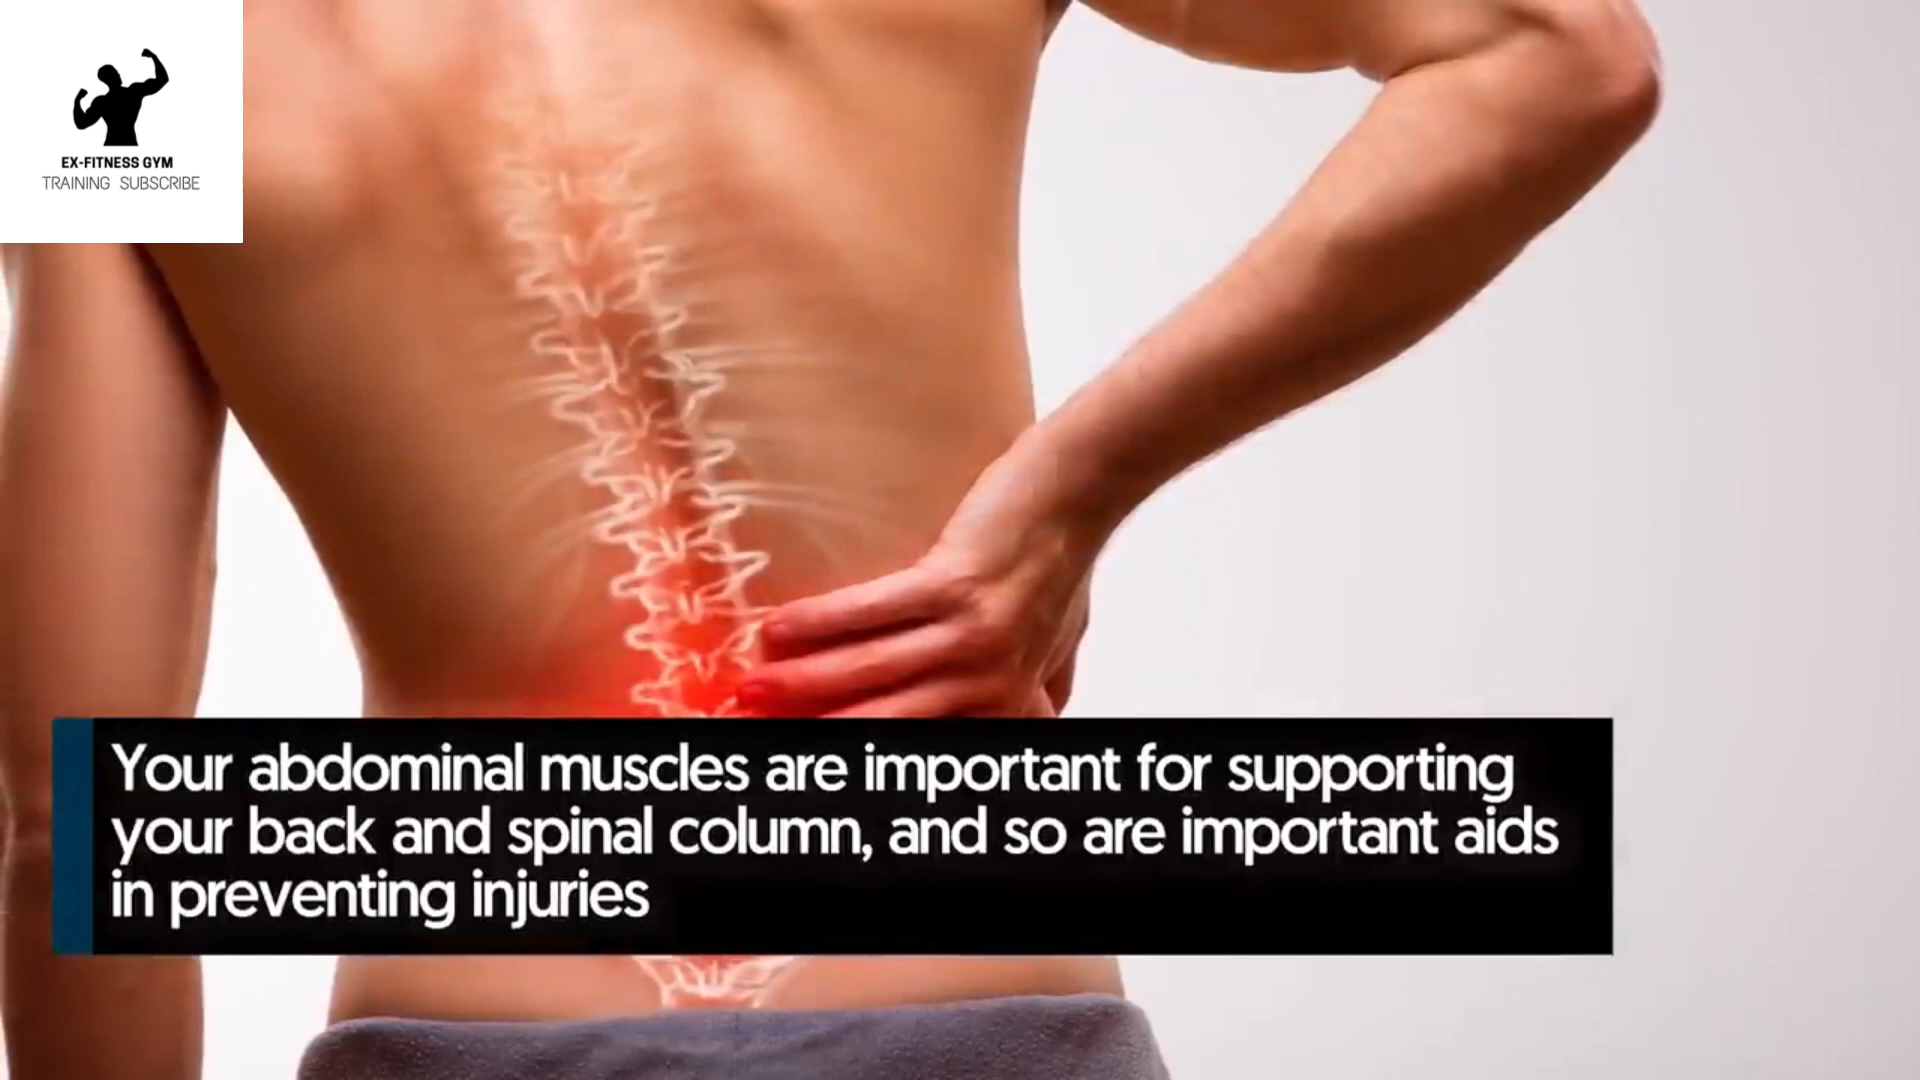 EX-FITNESS GYM
TRAINING SUBSCRIBE
Your abdominal muscles are important for supporting
your back and spinal column, and so are important aids
in preventing injuries